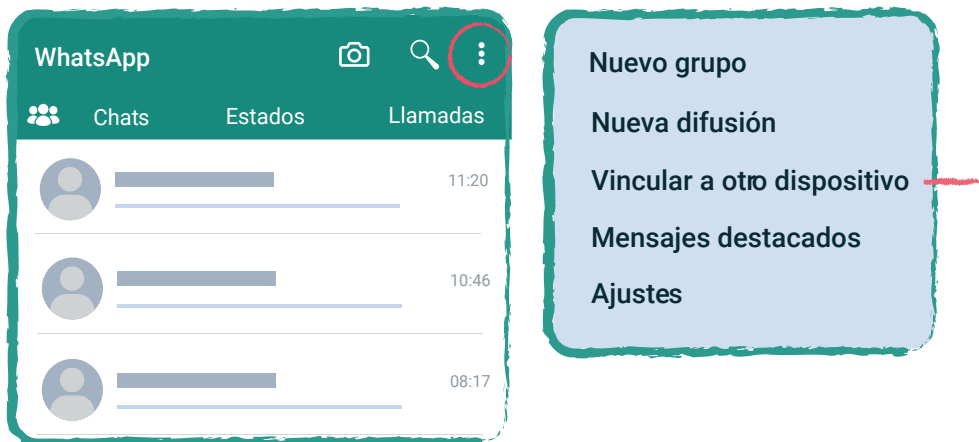 WhatsApp
Chats Estados Llamadas
11:20
10:46
08:17
Nuevo grupo
Nueva difusión
Vincular a otro dispositivo
Mensajes destacados
Ajustes